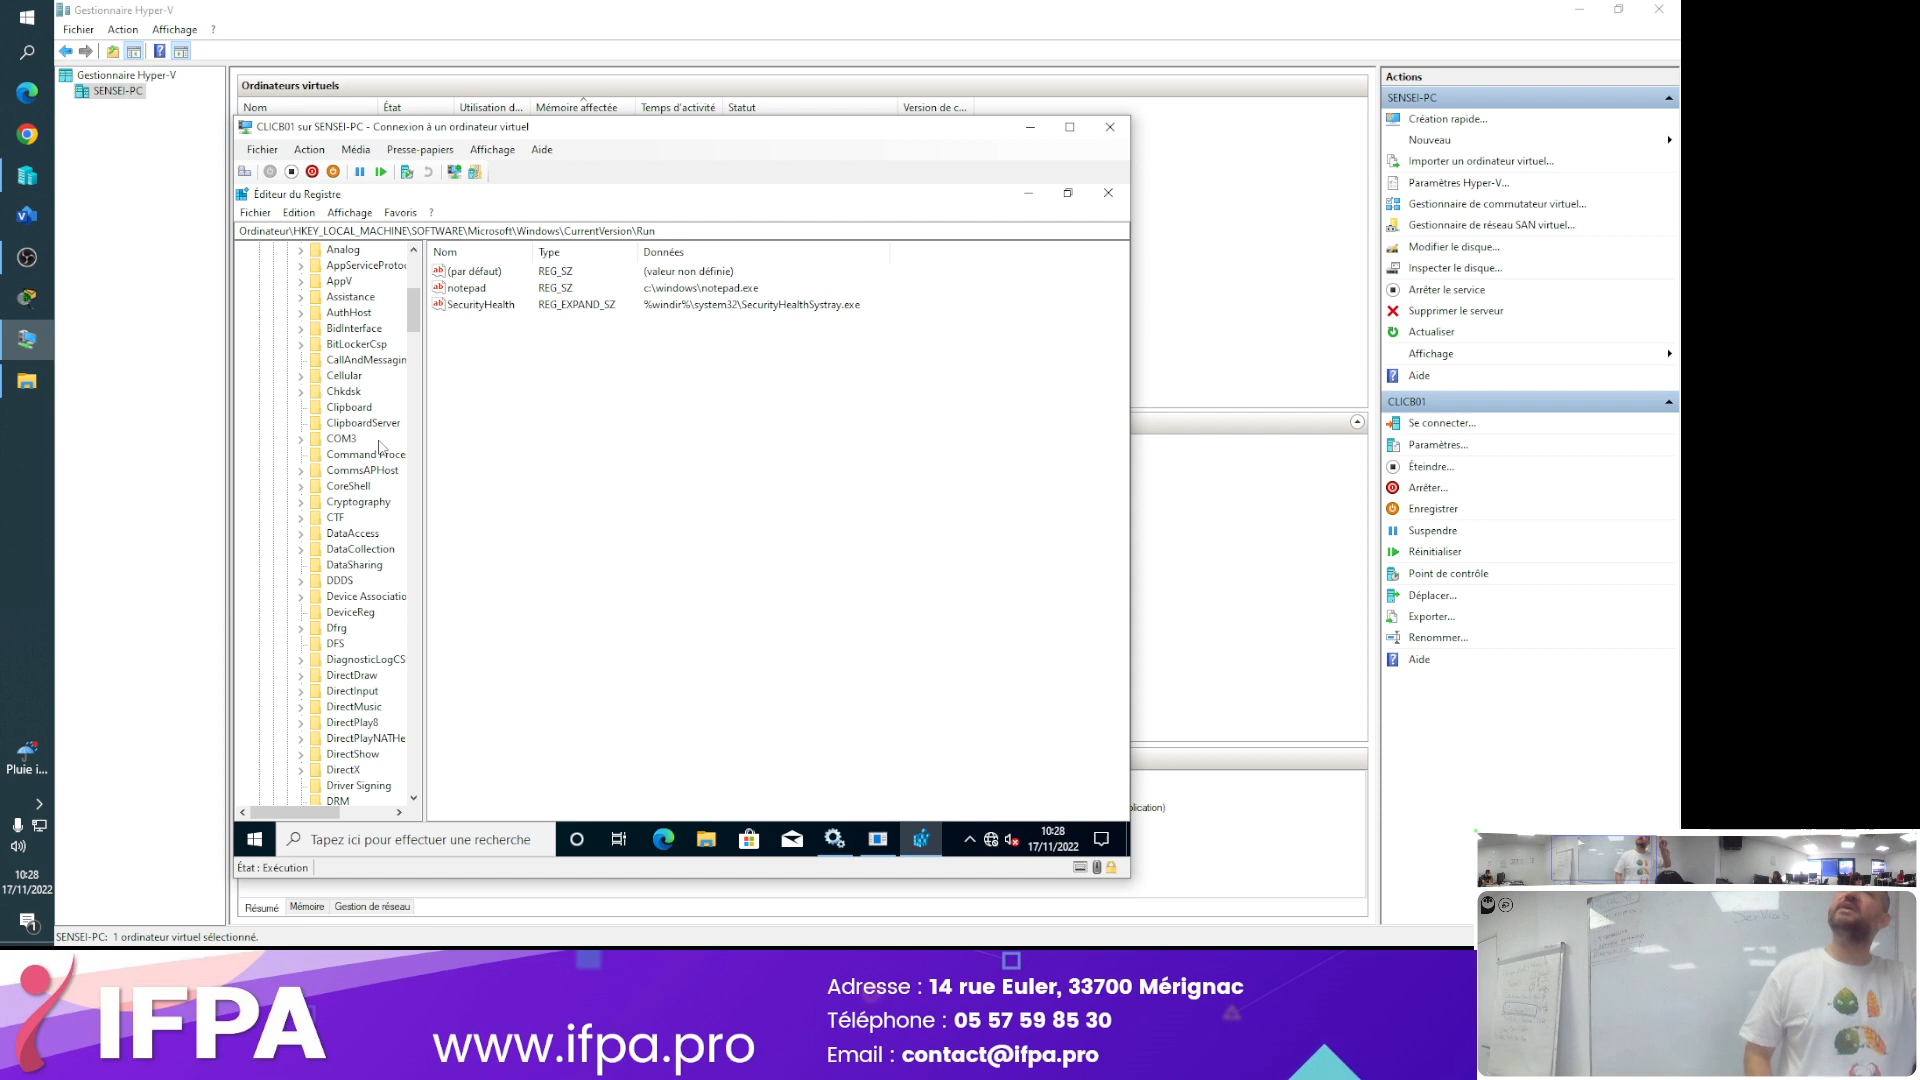 Gestionnaire Hyper-V
Fichier Action Affichage ?
Gestionnaire Hyper-V
SENSEI-PC
Ordinateurs virtuels
Nom État Utilisation d... Mémoire affectée Temps d'activité Statut Version de c...
CLICB01 sur SENSEI-PC - Connexion à un ordinateur virtuel
Fichier Action Média Presse-papiers Affichage Aide
Éditeur du Registre
Fichier Edition Affichage Favoris ?
Ordinateur\HKEY_LOCAL_MACHINE\SOFTWARE\Microsoft\Windows\CurrentVersion\Run
Analog
AppServiceProtoc
AppV
Assistance
AuthHost
BidInterface
BitLockerCsp
CallAndMessagin
Cellular
Chkdsk
Clipboard
ClipboardServer
COM3
Command Proce
CommsAPHost
CoreShell
Cryptography
CTF
DataAccess
DataCollection
DataSharing
DDDS
Device Associatio
DeviceReg
Dfrg
DFS
DiagnosticLogCS
DirectDraw
DirectInput
DirectMusic
DirectPlay8
DirectPlayNATHe
DirectShow
DirectX
Driver Signing
DRM
Nom Type Données
(par défaut) REG_SZ (valeur non définie)
notepad REG_SZ c:\windows\notepad.exe
SecurityHealth REG_EXPAND_SZ %windir%\system32\SecurityHealthSystray.exe
Tapez ici pour effectuer une recherche
10:28
17/11/2022
État : Exécution
plication)
Résumé Mémoire Gestion de réseau
SENSEI-PC: 1 ordinateur virtuel sélectionné.
Actions
SENSEI-PC
Création rapide...
Nouveau
Importer un ordinateur virtuel...
Paramètres Hyper-V...
Gestionnaire de commutateur virtuel...
Gestionnaire de réseau SAN virtuel...
Modifier le disque...
Inspecter le disque...
Arrêter le service
Supprimer le serveur
Actualiser
Affichage
Aide
CLICB01
Se connecter...
Paramètres...
Éteindre...
Arrêter...
Enregistrer
Suspendre
Réinitialiser
Point de contrôle
Déplacer...
Exporter...
Renommer...
Aide
Pluie i...
10:28
17/11/2022
1
IFPA
www.ifpa.pro
Adresse : 14 rue Euler, 33700 Mérignac
Téléphone : 05 57 59 85 30
Email : contact@ifpa.pro